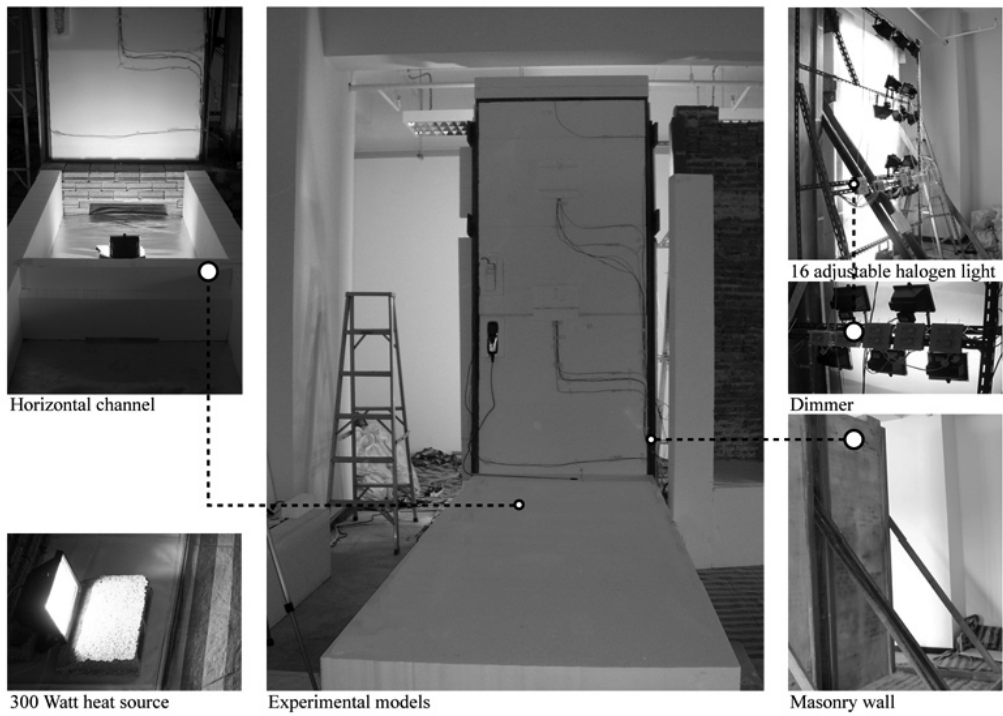 16 adjustable halogen light
Horizontal channel
Dimmer
300 Watt heat source
Experimental models
Masonry wall